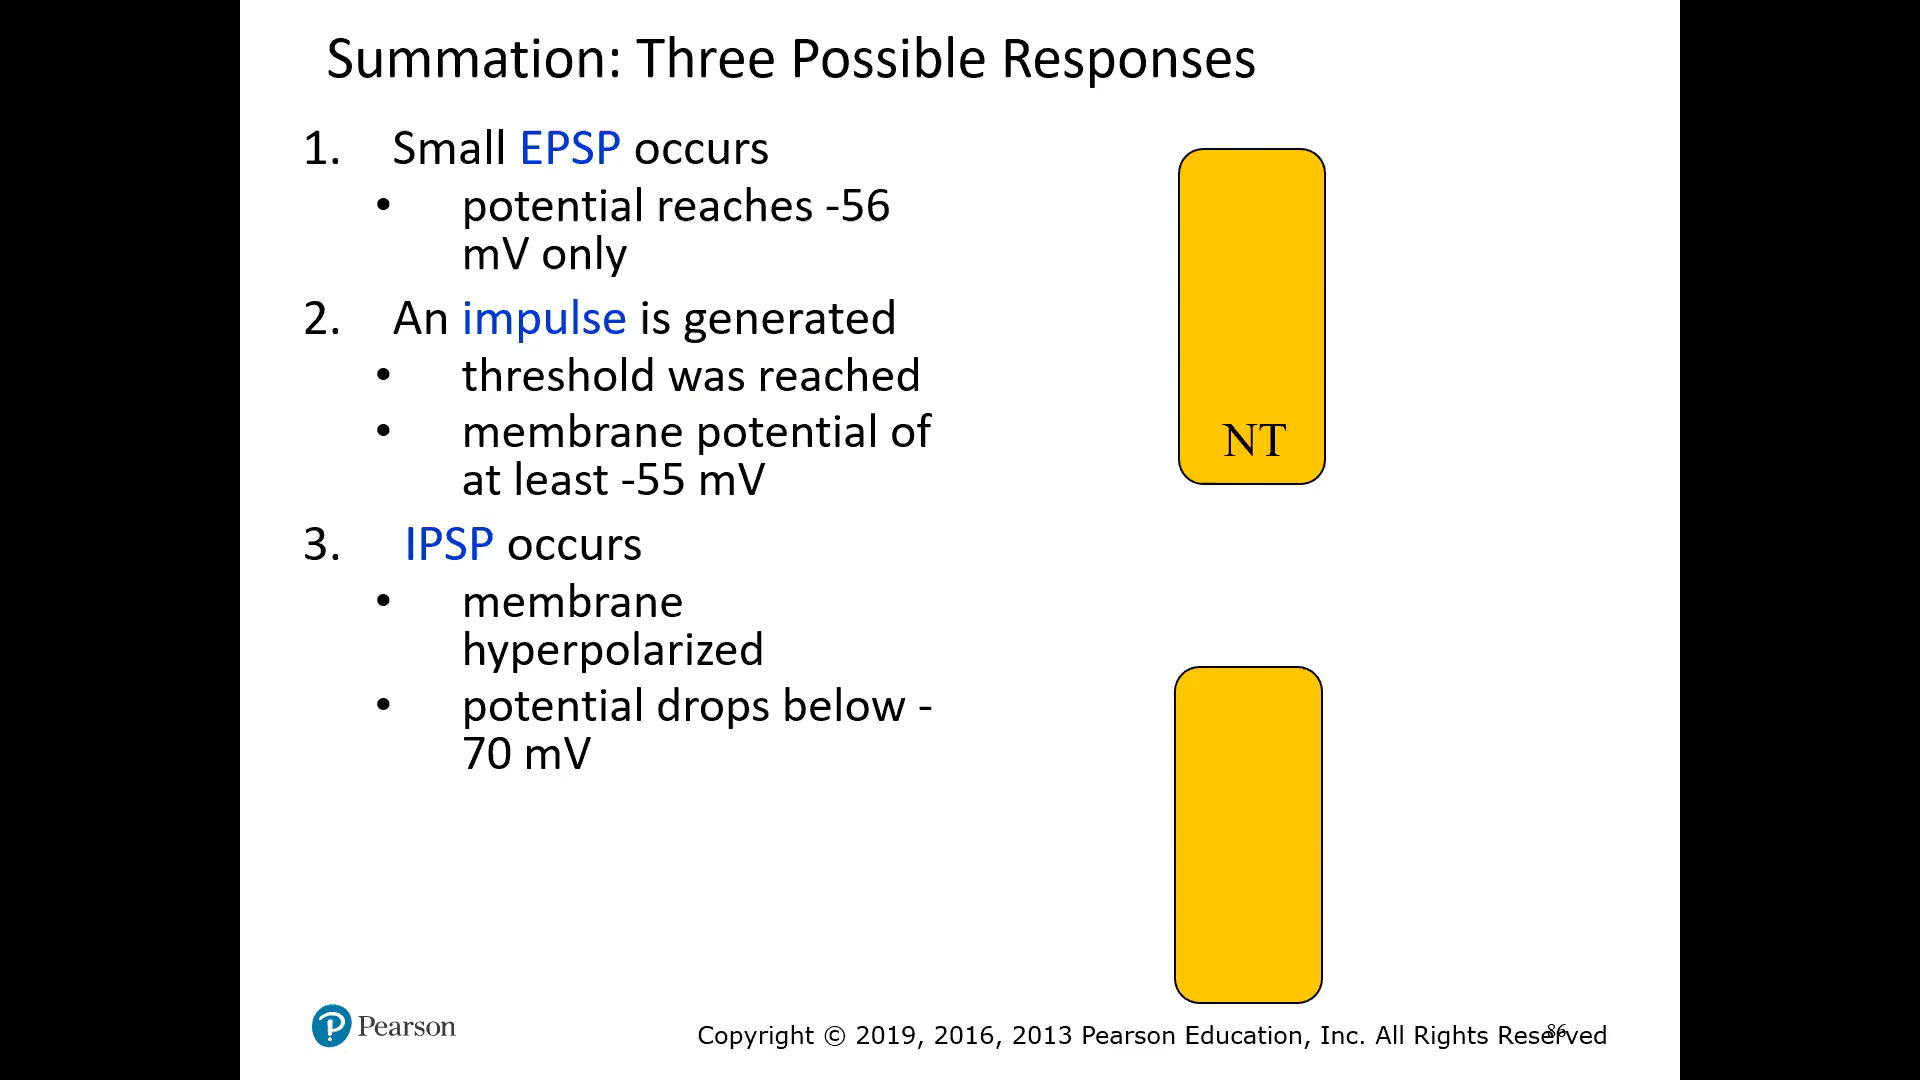 Summation: Three Possible Responses
1. Small EPSP occurs
• potential reaches -56
mV only
2. An impulse is generated
• threshold was reached
• membrane potential of
at least -55 mV
3. IPSP occurs
• membrane
hyperpolarized
• potential drops below -
70 mV
NT
Pearson
Copyright © 2019, 2016, 2013 Pearson Education, Inc. All Rights Reserved
86